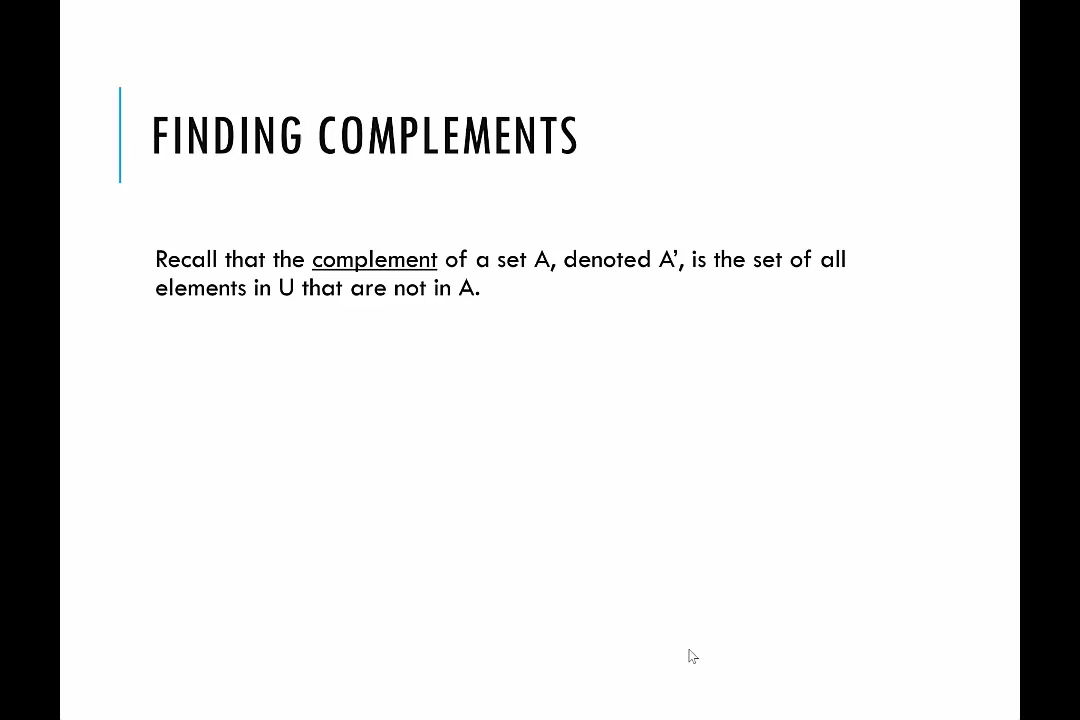 FINDING COMPLEMENTS
Recall that the complement of a set A, denoted A’, is the set of all
elements in U that are not in A.